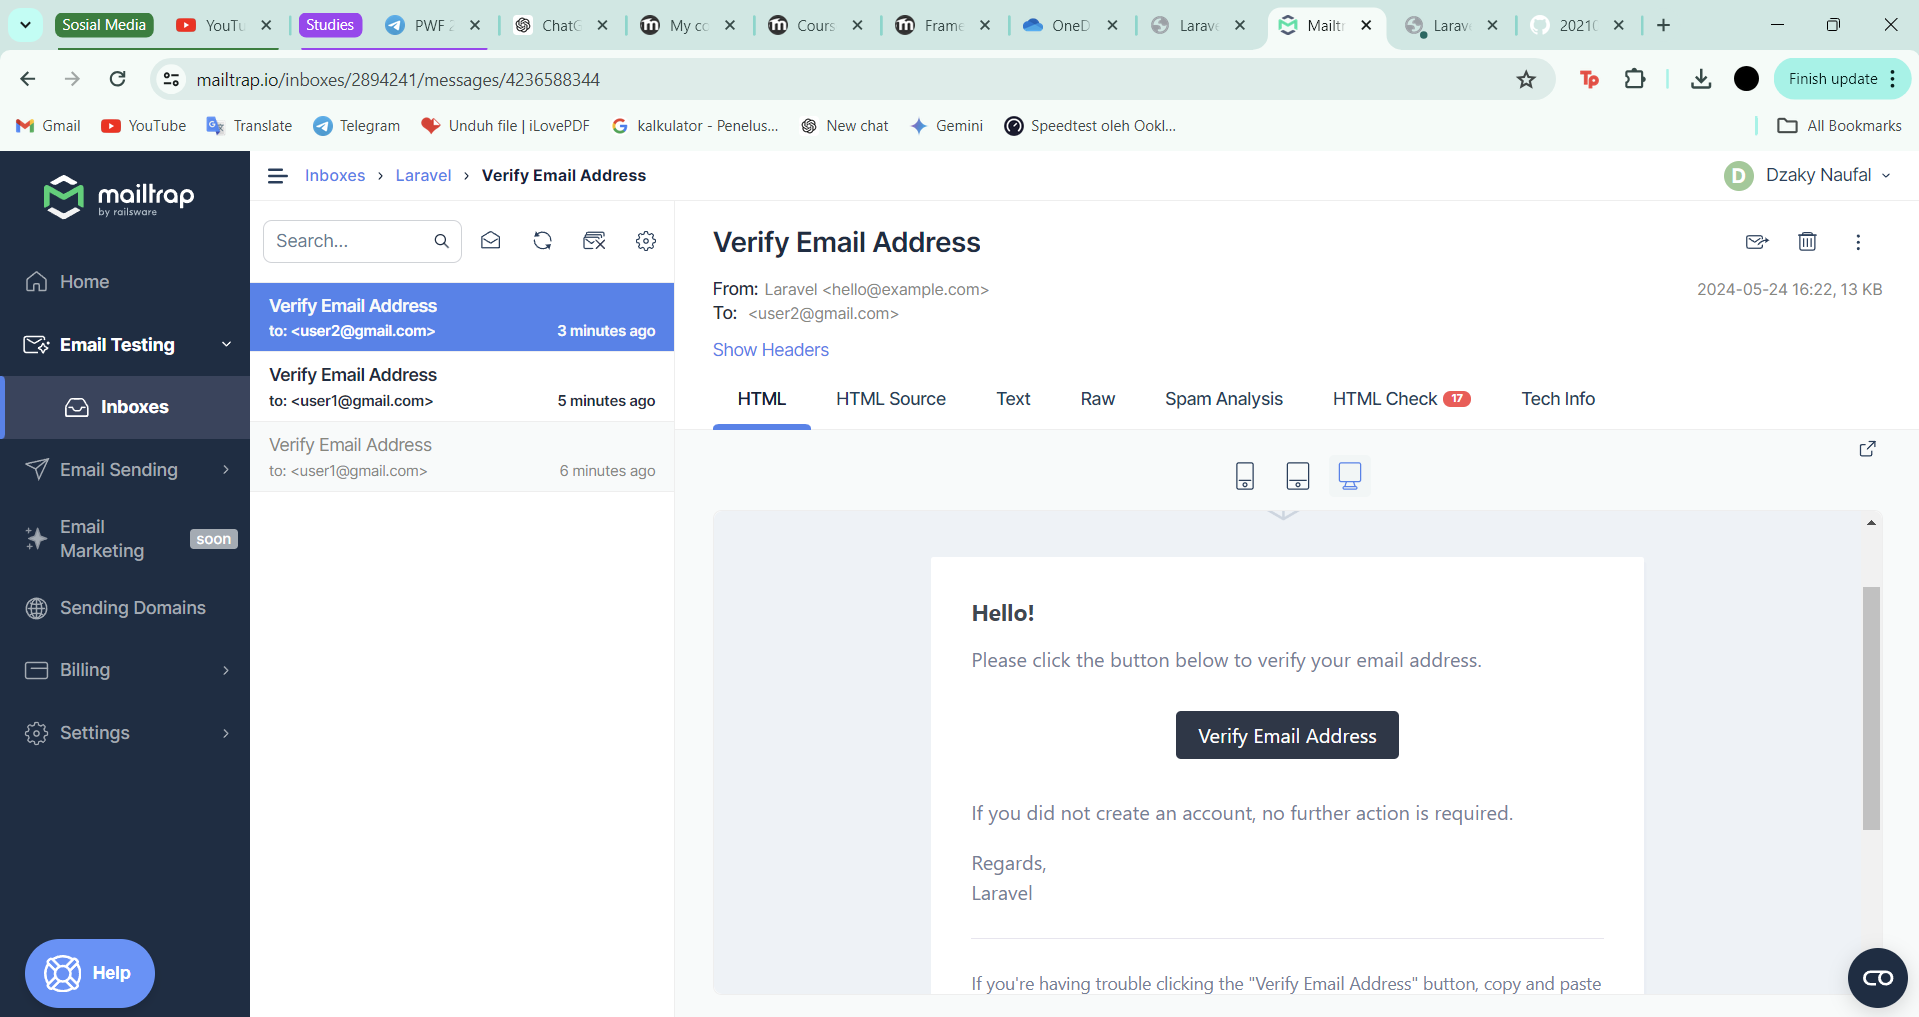 Sosial Media
YouTu
Studies
PWF 2
ChatG
My co
Cours
Frame
OneD
Larave
Mailtr
Larav
20210
mailtrap.io/inboxes/2894241/messages/4236588344
Finish update
Gmail
YouTube
Translate
Telegram
Unduh file | iLovePDF
kalkulator - Penelus...
New chat
Gemini
Speedtest oleh Ookl...
All Bookmarks
mailtrap
by railsware
Home
Email Testing
Inboxes
Email Sending
Email
Marketing
soon
Sending Domains
Billing
Settings
Help
Inboxes › Laravel › Verify Email Address
D Dzaky Naufal
Search...
Verify Email Address
to: <user2@gmail.com> 3 minutes ago
Verify Email Address
to: <user1@gmail.com> 5 minutes ago
Verify Email Address
to: <user1@gmail.com> 6 minutes ago
Verify Email Address
From: Laravel <hello@example.com>
2024-05-24 16:22, 13 KB
To: <user2@gmail.com>
Show Headers
HTML HTML Source Text Raw Spam Analysis HTML Check 17 Tech Info
Hello!
Please click the button below to verify your email address.
Verify Email Address
If you did not create an account, no further action is required.
Regards,
Laravel
If you're having trouble clicking the "Verify Email Address" button, copy and paste